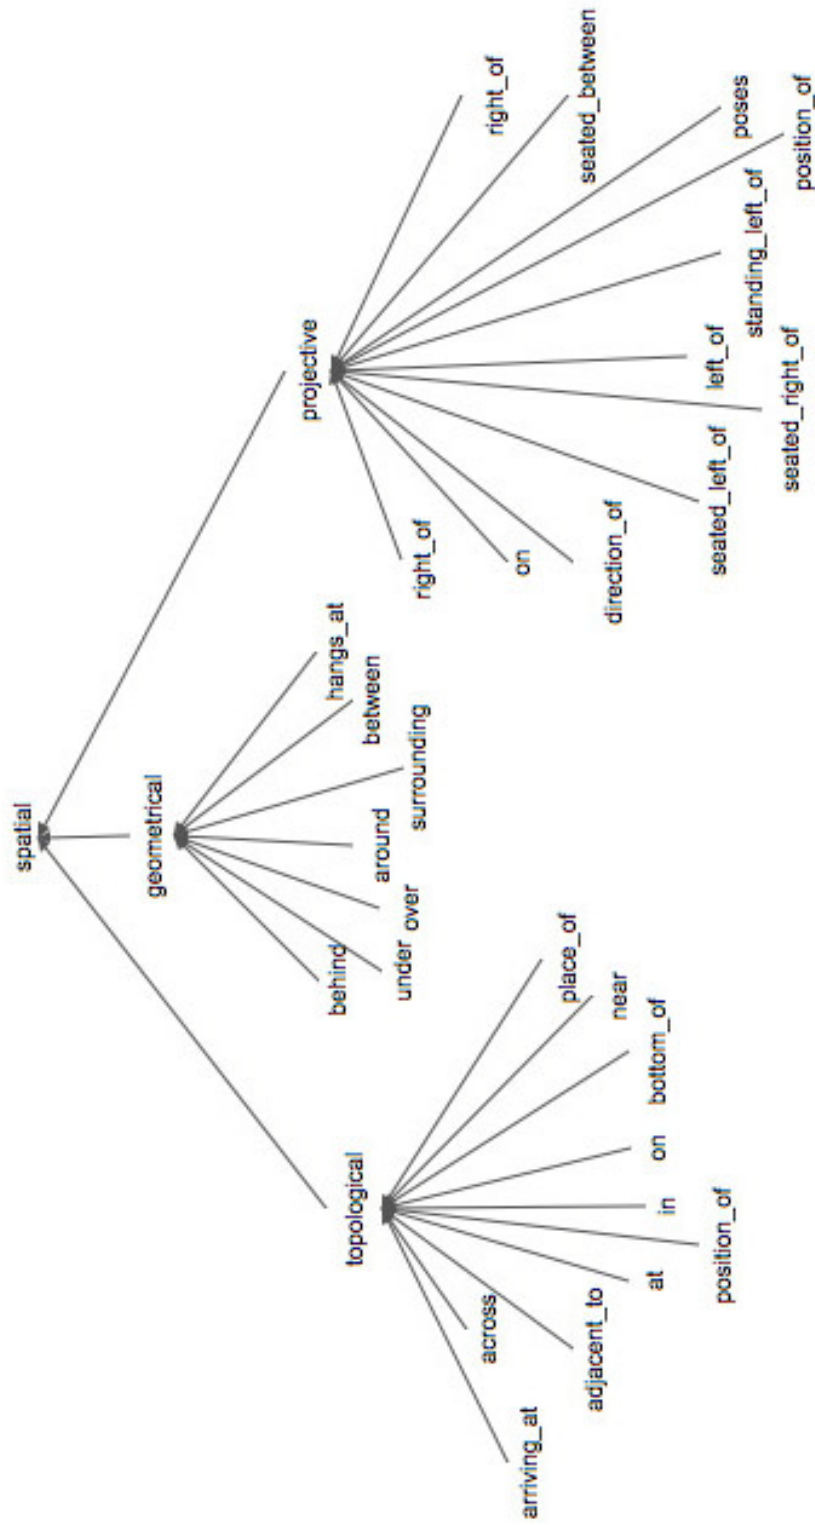 spatial
topological
geometrical
projective
arriving_at
across
adjacent_to
at
position_of
in
on
bottom_of
near
place_of
behind
under
over
around
surrounding
between
hangs_at
right_of
on
direction_of
seated_left_of
seated_right_of
left_of
standing_left_of
position_of
poses
seated_between
right_of